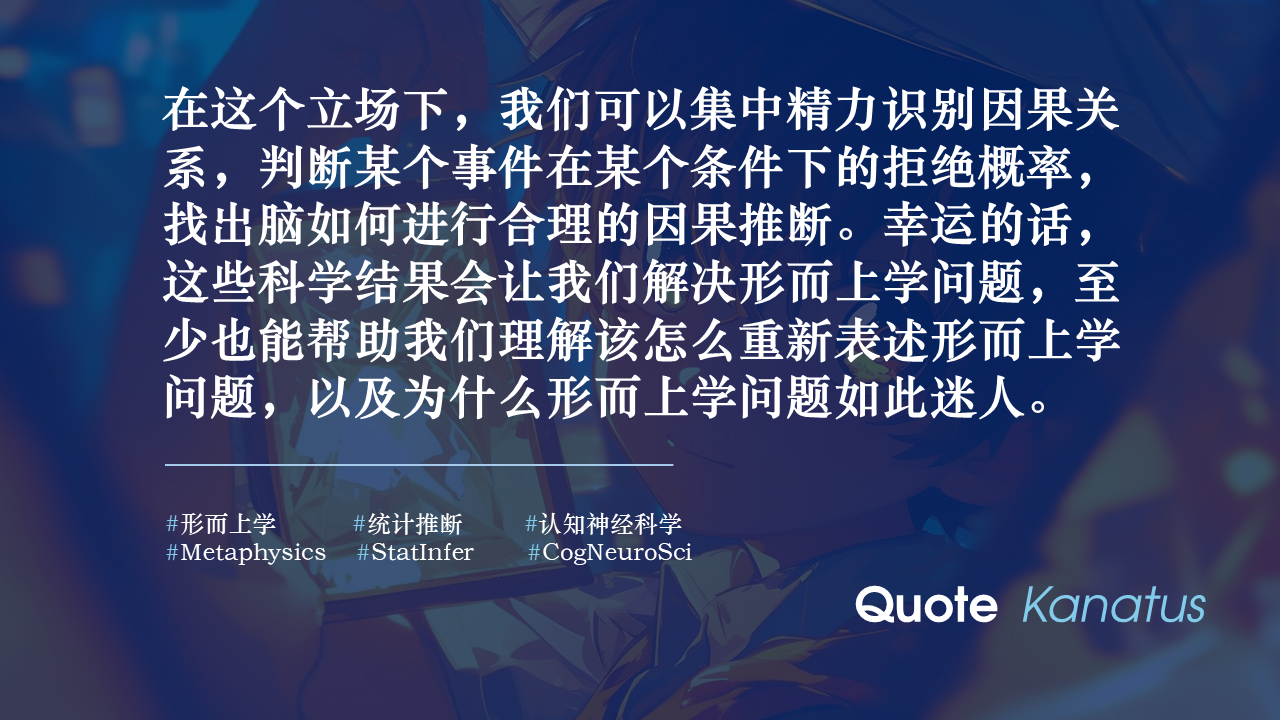 在这个立场下，我们可以集中精力识别因果关
系，判断某个事件在某个条件下的拒绝概率，
找出脑如何进行合理的因果推断。幸运的话，
这些科学结果会让我们解决形而上学问题，至
少也能帮助我们理解该怎么重新表述形而上学
问题，以及为什么形而上学问题如此迷人。
#形而上学 #统计推断 #认知神经科学
#Metaphysics #StatInfer #CogNeuroSci
Quote Kanatus